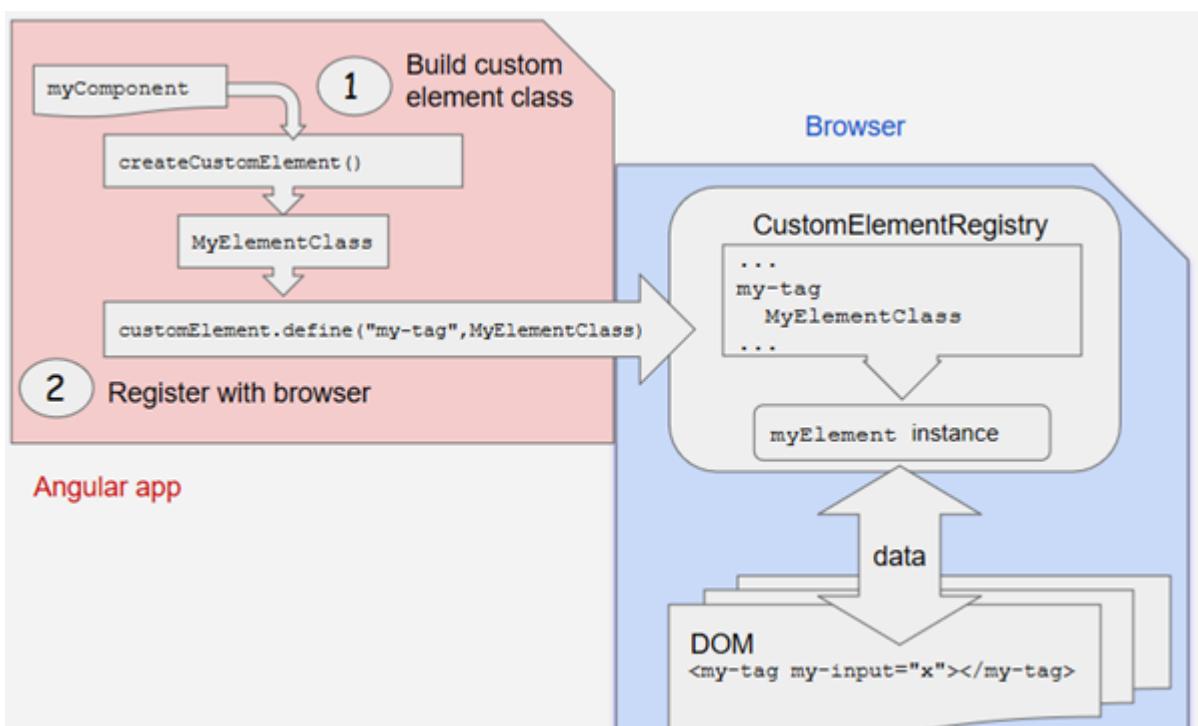 myComponent
1
Build custom
element class
createCustomElement()
MyElementClass
customElement.define("my-tag",MyElementClass)
2
Register with browser
Angular app
Browser
CustomElementRegistry
...
my-tag
MyElementClass
...
myElement instance
data
DOM
<my-tag my-input="x"></my-tag>